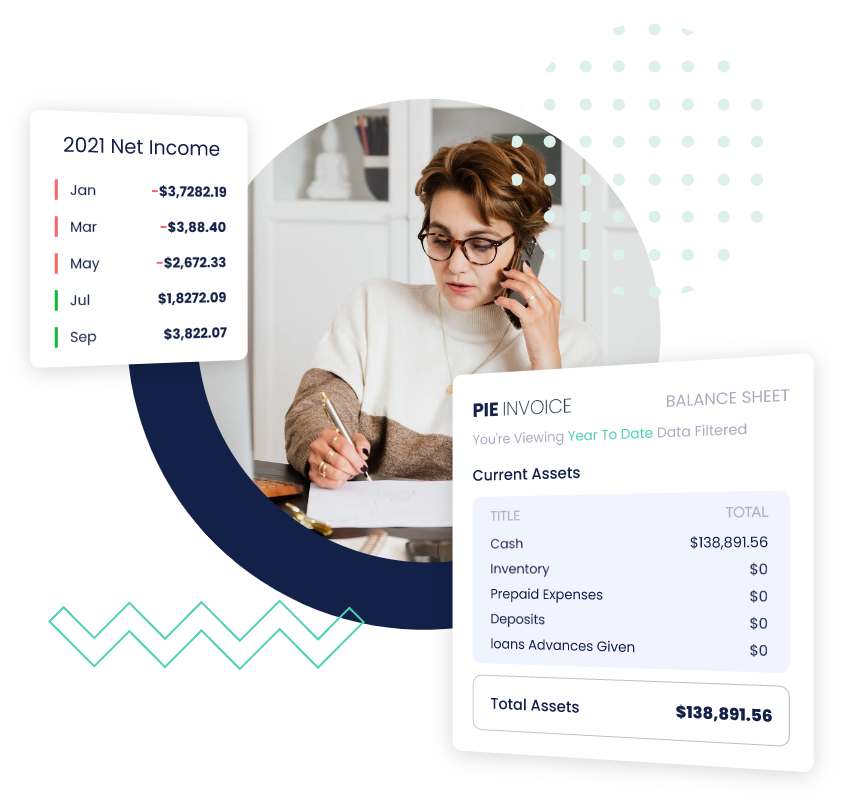 2021 Net Income
Jan -$3,7282.19
Mar -$3,88.40
May -$2,672.33
Jul $1,8272.09
Sep $3,822.07
PIE INVOICE BALANCE SHEET
You're Viewing Year To Date Data Filtered
Current Assets
TITLE TOTAL
Cash $138,891.56
Inventory $0
Prepaid Expenses $0
Deposits $0
loans Advances Given $0
Total Assets $138,891.56